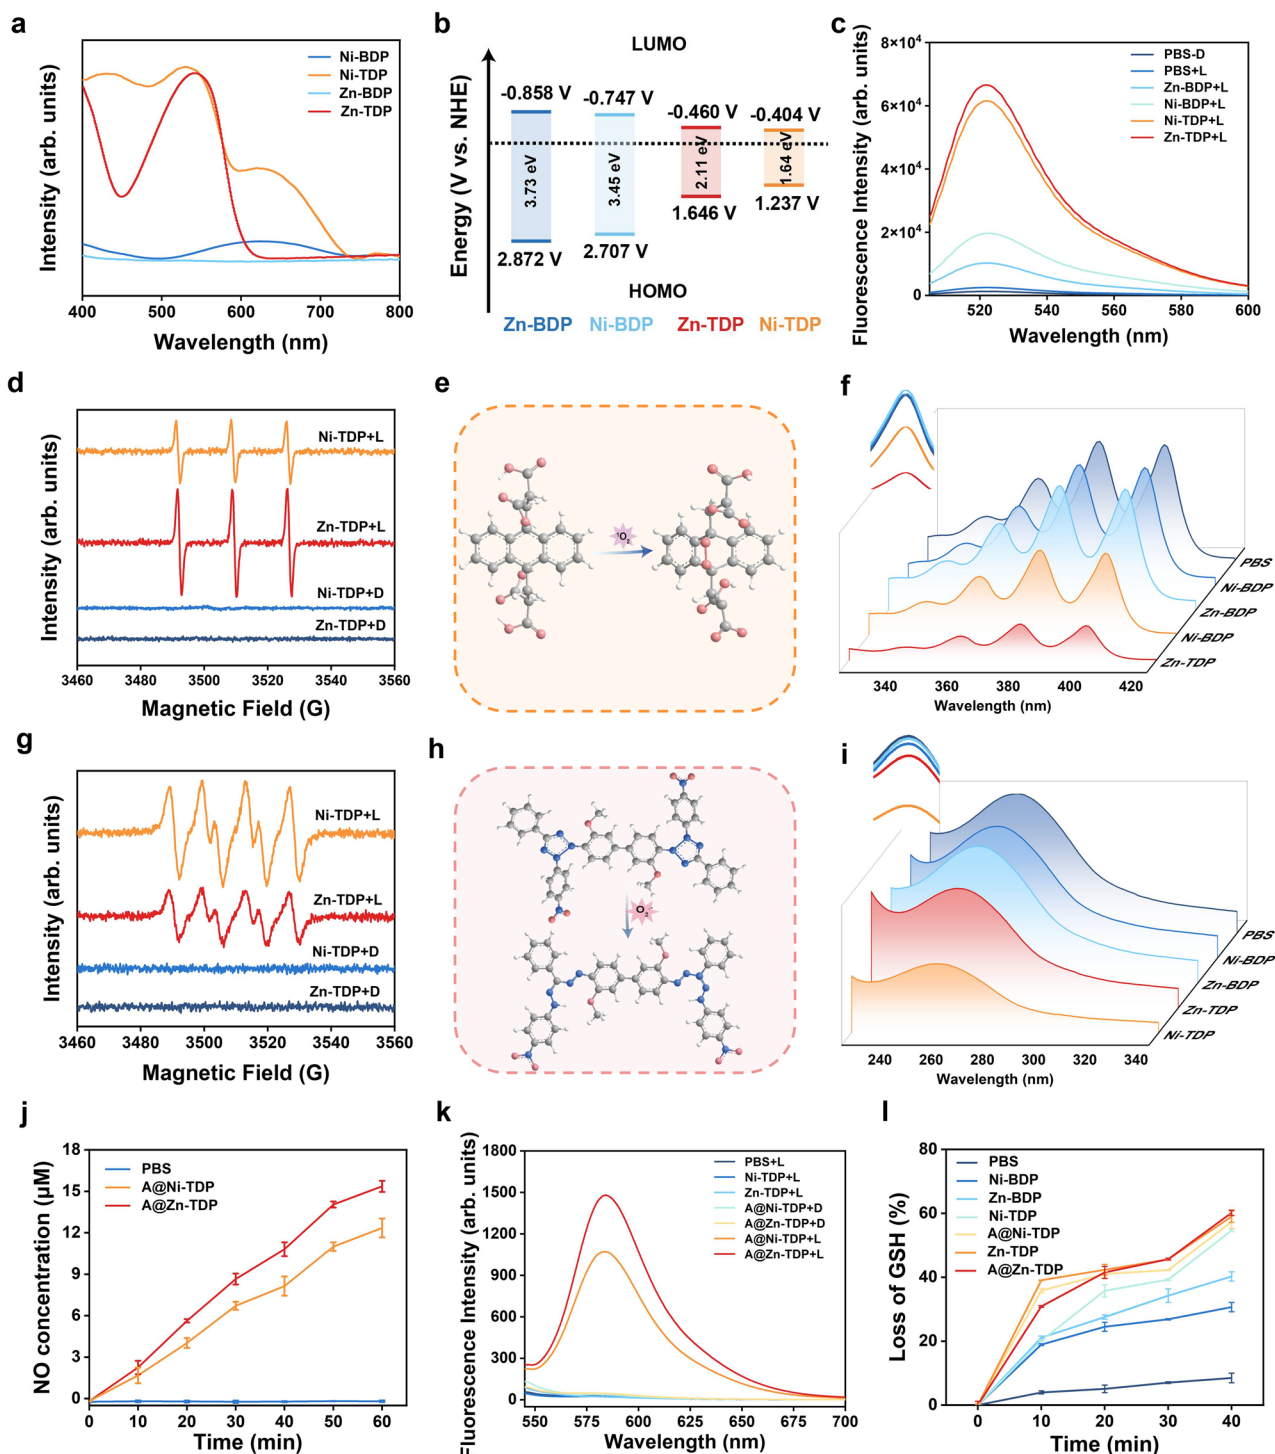 a
Intensity (arb. units)
Ni-BDP
Ni-TDP
Zn-BDP
Zn-TDP
400 500 600 700 800
Wavelength (nm)
b
Energy (V vs. NHE)
LUMO
-0.858 V -0.747 V -0.460 V -0.404 V
3.73 eV 3.45 eV 2.11 eV 1.64 eV
2.872 V 2.707 V 1.646 V 1.237 V
HOMO
Zn-BDP Ni-BDP Zn-TDP Ni-TDP
c
Fluorescence Intensity (arb. units)
8×10⁴
6×10⁴
4×10⁴
2×10⁴
0
PBS-D
PBS+L
Zn-BDP+L
Ni-BDP+L
Ni-TDP+L
Zn-TDP+L
520 540 560 580 600
Wavelength (nm)
d
Intensity (arb. units)
Ni-TDP+L
Zn-TDP+L
Ni-TDP+D
Zn-TDP+D
3460 3480 3500 3520 3540 3560
Magnetic Field (G)
e
¹O₂
f
PBS
Ni-BDP
Zn-BDP
Ni-BDP
Zn-TDP
340 360 380 400 420
Wavelength (nm)
g
Intensity (arb. units)
Ni-TDP+L
Zn-TDP+L
Ni-TDP+D
Zn-TDP+D
3460 3480 3500 3520 3540 3560
Magnetic Field (G)
h
i
PBS
Ni-BDP
Zn-BDP
Zn-TDP
Ni-TDP
240 260 280 300 320 340
Wavelength (nm)
j
NO concentration (μM)
18
15
12
9
6
3
0
PBS
A@Ni-TDP
A@Zn-TDP
0 10 20 30 40 50 60
Time (min)
k
Fluorescence Intensity (arb. units)
1800
1500
1200
900
600
300
0
PBS+L
Ni-TDP+L
Zn-TDP+L
A@Ni-TDP+D
A@Zn-TDP+D
A@Ni-TDP+L
A@Zn-TDP+L
550 575 600 625 650 675 700
Wavelength (nm)
l
Loss of GSH (%)
80
60
40
20
0
PBS
Ni-BDP
Zn-BDP
Ni-TDP
A@Ni-TDP
Zn-TDP
A@Zn-TDP
0 10 20 30 40
Time (min)